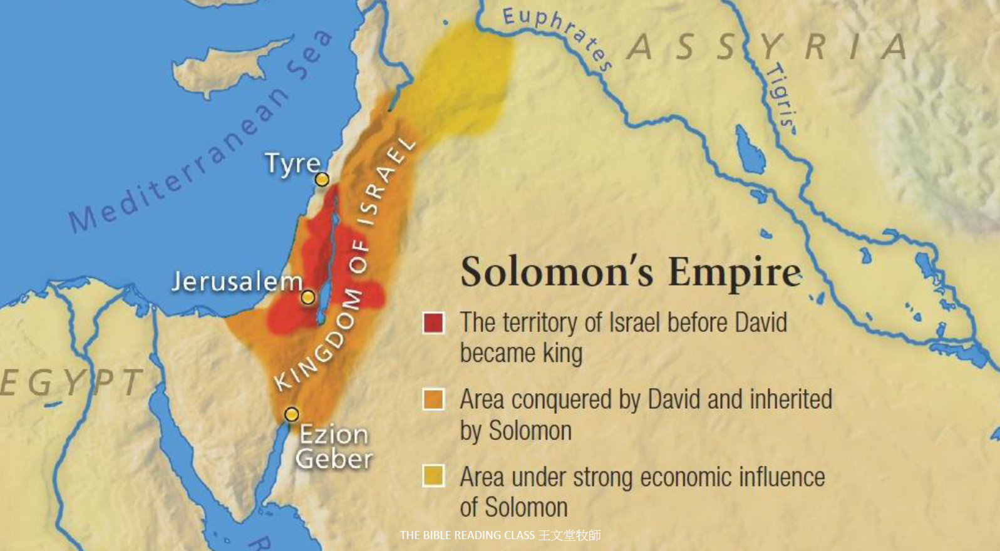 Euphrates
ASSYRIA
Tigris
Mediterranean Sea
Tyre
KINGDOM OF ISRAEL
Jerusalem
EGYPT
Ezion
Geber
R
Solomon's Empire
The territory of Israel before David
became king
Area conquered by David and inherited
by Solomon
Area under strong economic influence
of Solomon
THE BIBLE READING CLASS 王文堂牧師